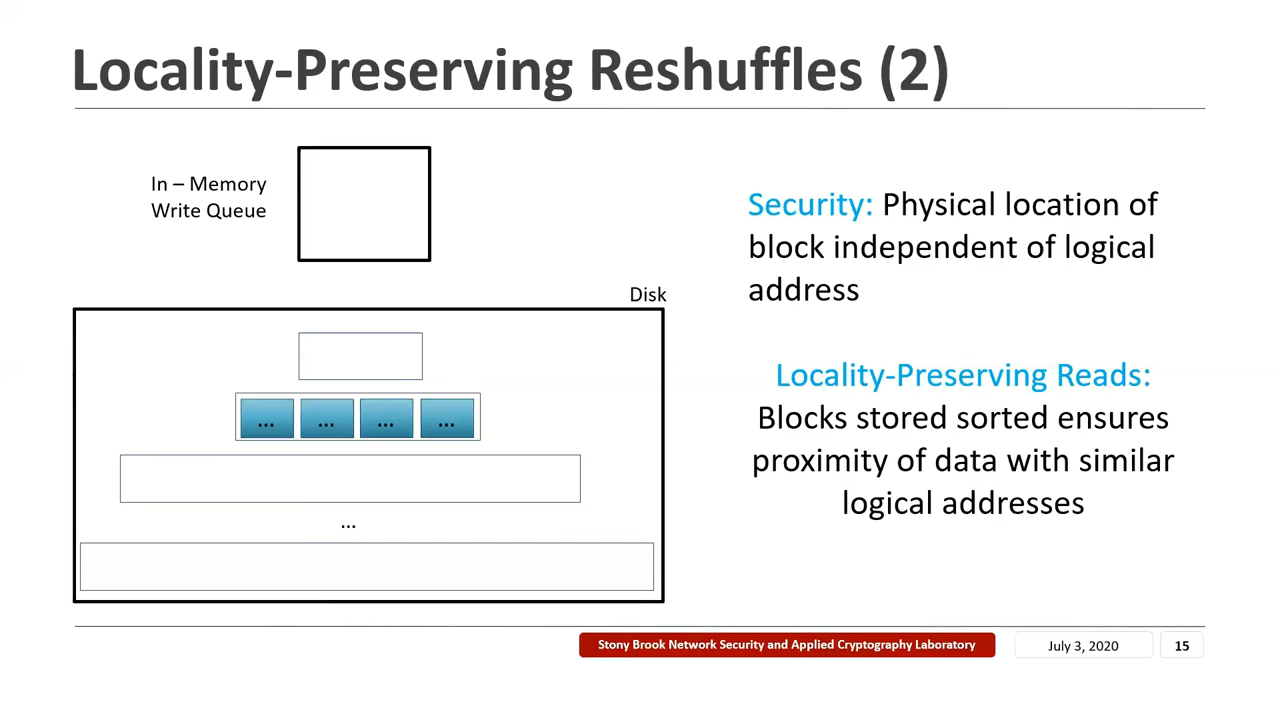 Locality-Preserving Reshuffles (2)
In – Memory
Write Queue
Disk
... ... ... ...
...
Security: Physical location of
block independent of logical
address
Locality-Preserving Reads:
Blocks stored sorted ensures
proximity of data with similar
logical addresses
Stony Brook Network Security and Applied Cryptography Laboratory
July 3, 2020
15